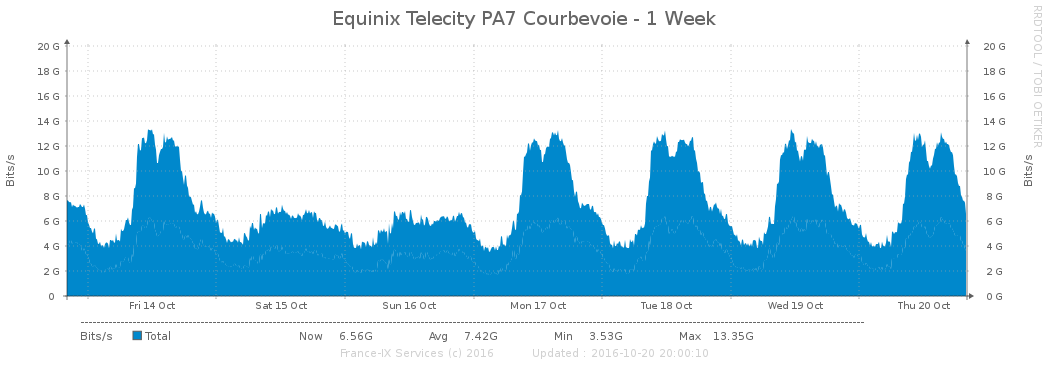 Equinix Telecity PA7 Courbevoie - 1 Week
RRDTOOL / TOBI OETIKER
Bits/s
20 G 20 G
18 G 18 G
16 G 16 G
14 G 14 G
12 G 12 G
10 G 10 G
8 G 8 G
6 G 6 G
4 G 4 G
2 G 2 G
0 0 G
Bits/s
Fri 14 Oct Sat 15 Oct Sun 16 Oct Mon 17 Oct Tue 18 Oct Wed 19 Oct Thu 20 Oct
Bits/s Total Now 6.56G Avg 7.42G Min 3.53G Max 13.35G
France-IX Services (c) 2016 Updated : 2016-10-20 20:00:10